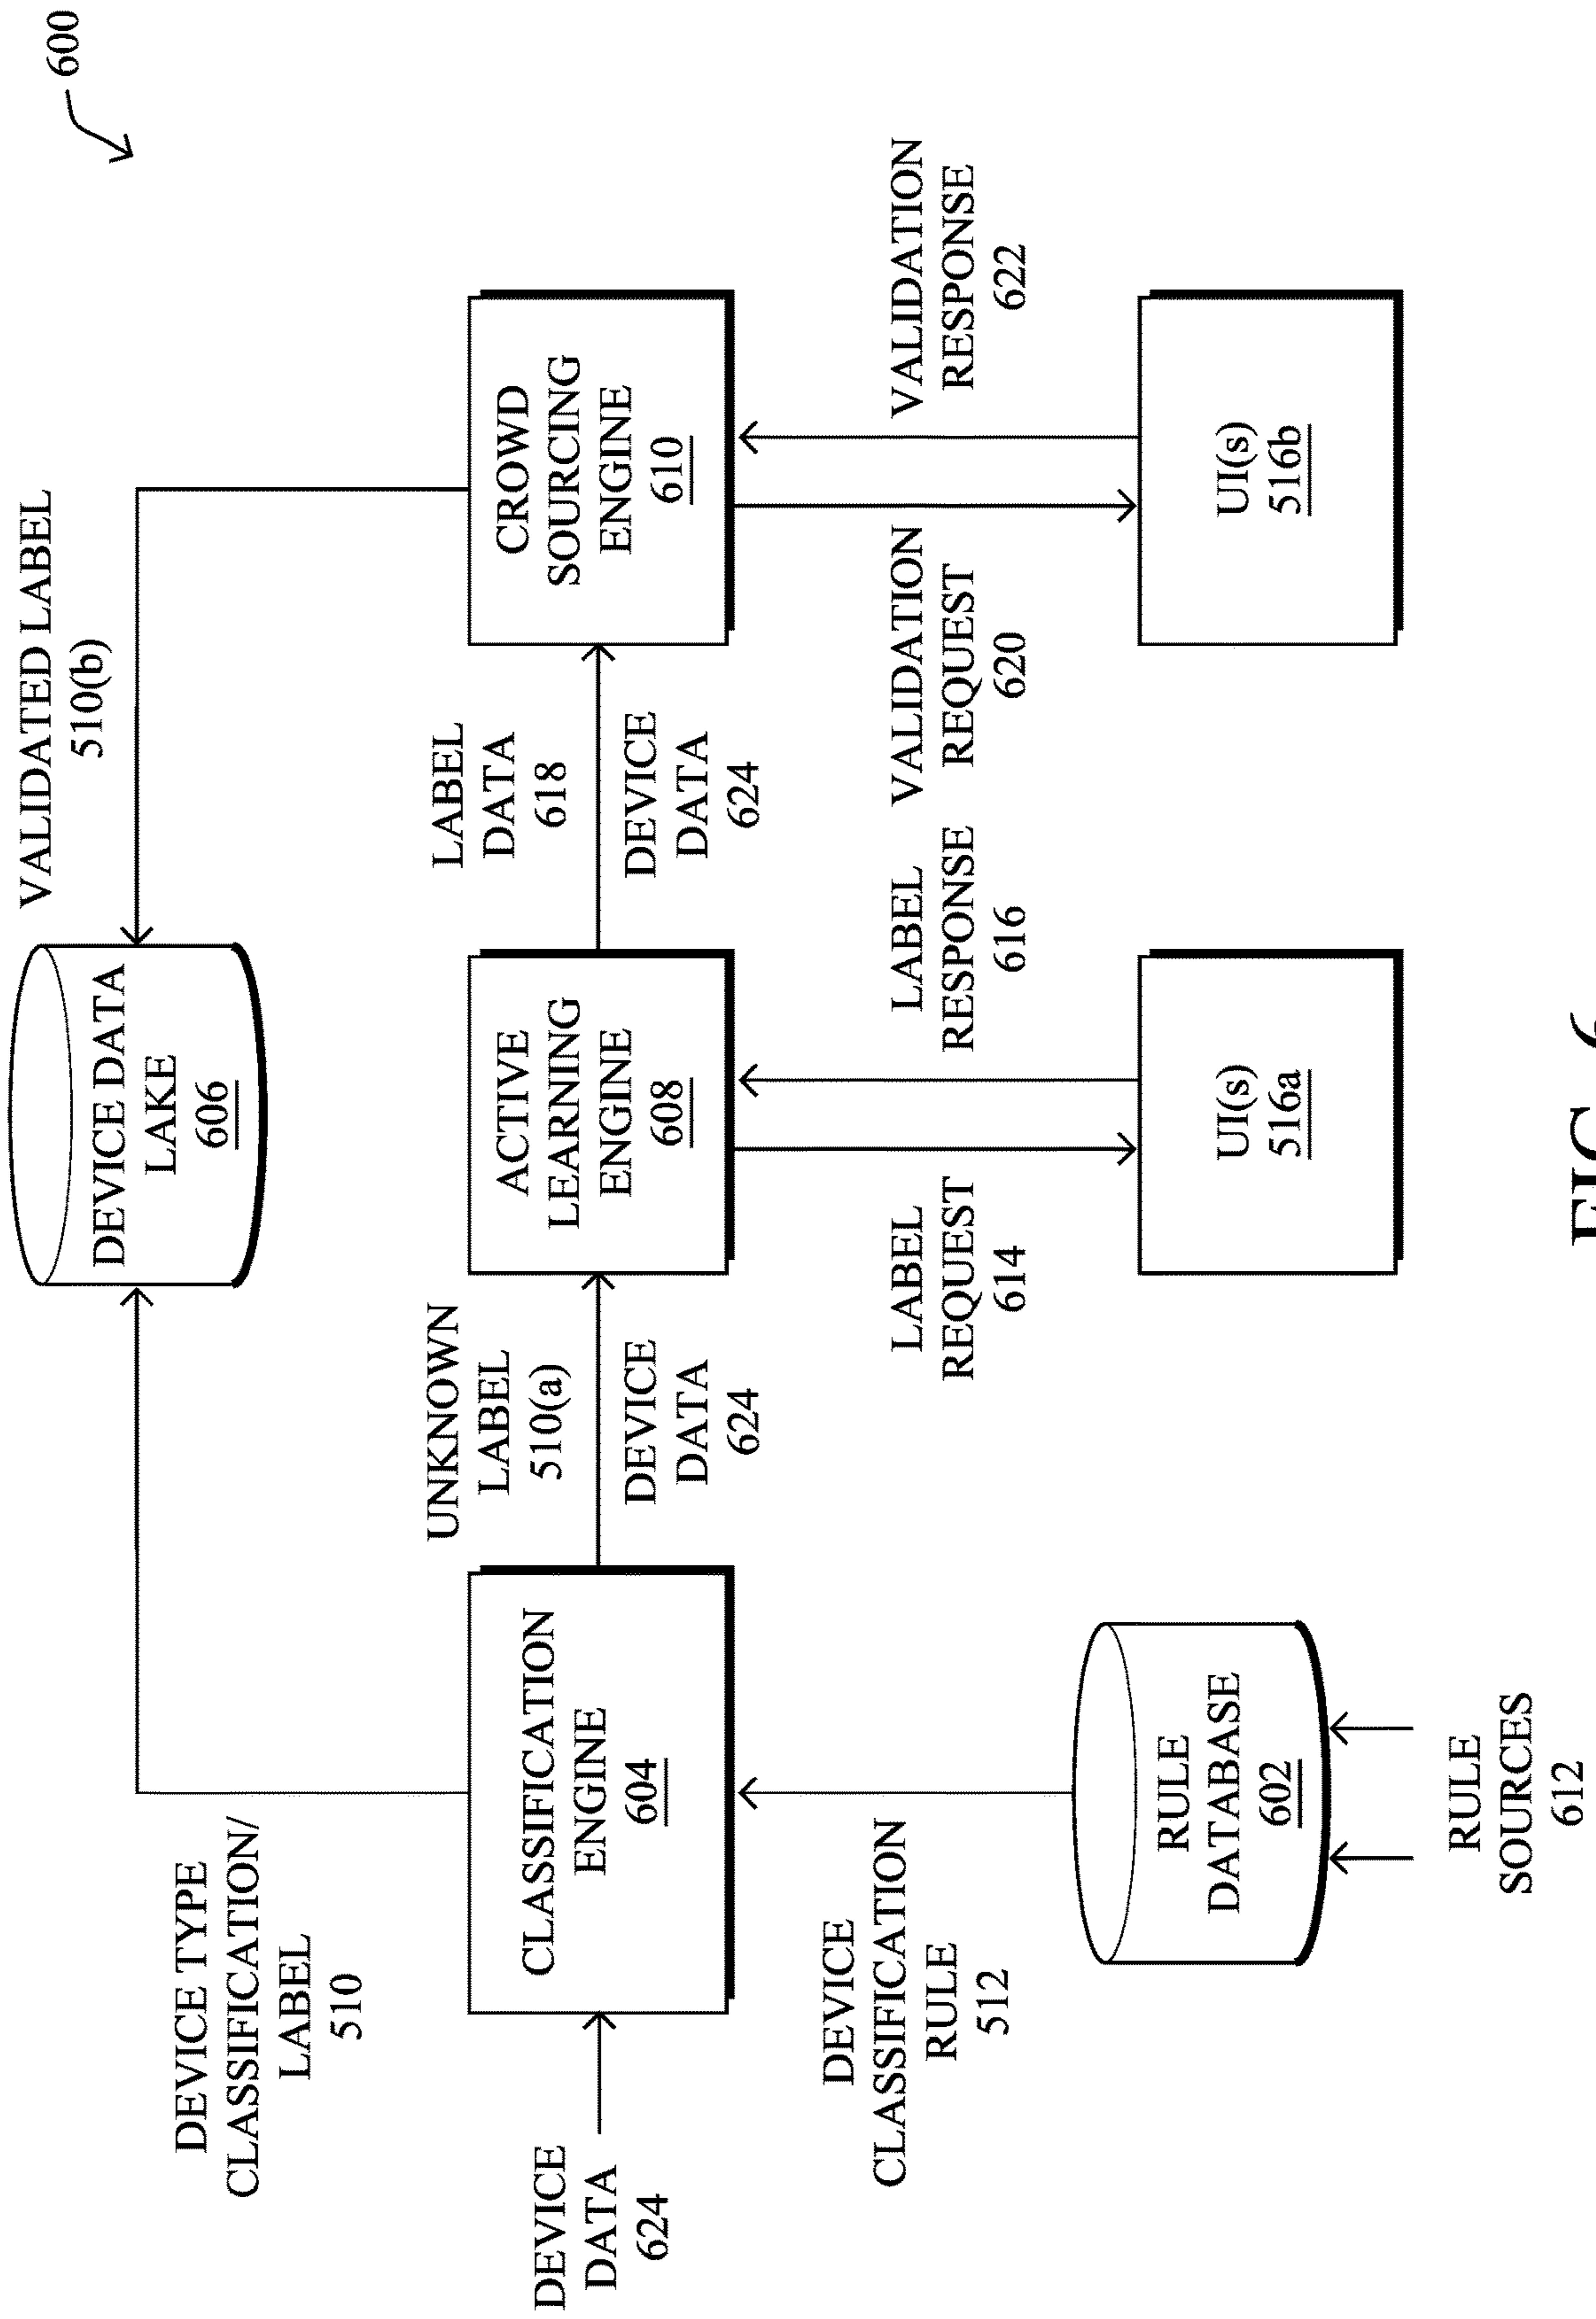 600
VALIDATED LABEL
510(b)
DEVICE DATA
LAKE
606
DEVICE TYPE
CLASSIFICATION/
LABEL
510
DEVICE
DATA
624
CLASSIFICATION
ENGINE
604
UNKNOWN
LABEL
510(a)
DEVICE
DATA
624
ACTIVE
LEARNING
ENGINE
608
LABEL
DATA
618
DEVICE
DATA
624
CROWD
SOURCING
ENGINE
610
DEVICE
CLASSIFICATION
RULE
512
LABEL
REQUEST
614
LABEL
RESPONSE
616
VALIDATION
REQUEST
620
VALIDATION
RESPONSE
622
RULE
DATABASE
602
UI(s)
516a
UI(s)
516b
RULE
SOURCES
612
FIG. 6